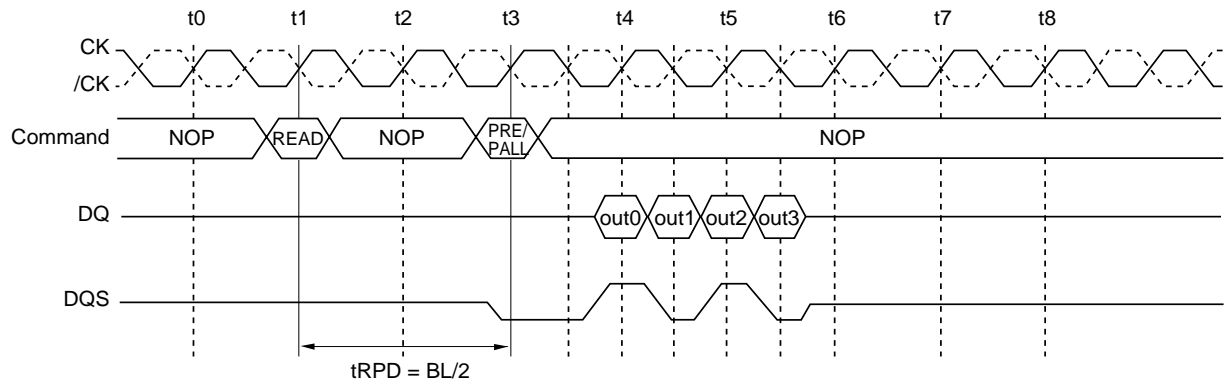 t0 t1 t2 t3 t4 t5 t6 t7 t8
CK
/CK
Command NOP READ NOP PRE/ PALL NOP
DQ out0 out1 out2 out3
DQS
tRPD = BL/2